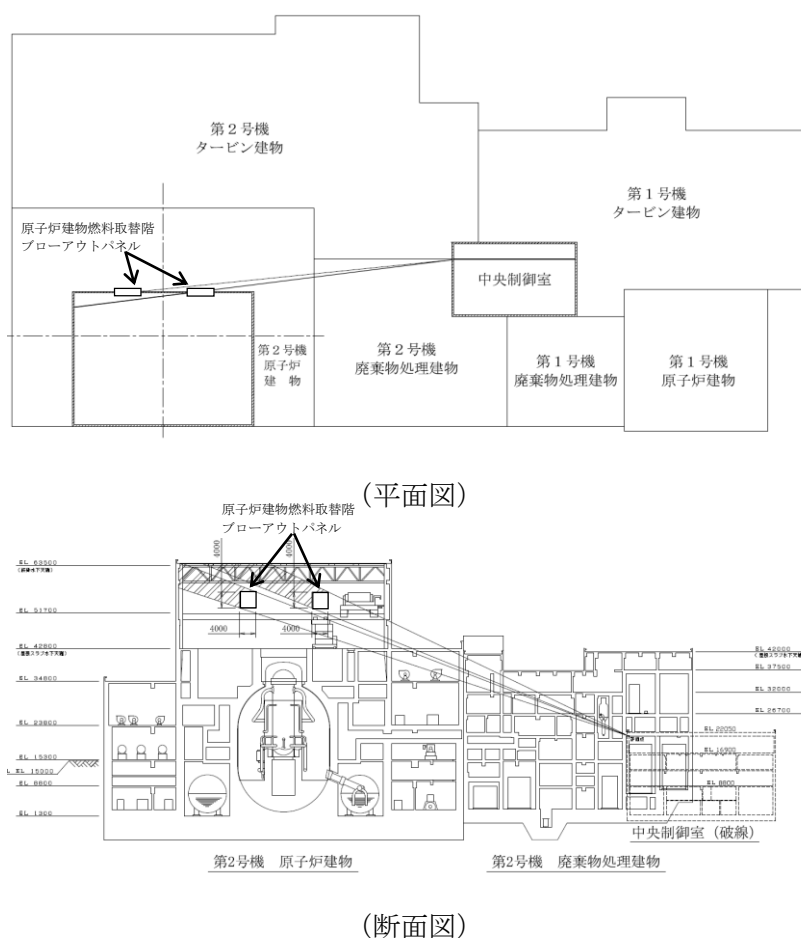 第２号機
タービン建物
第１号機
タービン建物
原子炉建物燃料取替階
ブローアウトパネル
中央制御室
第２号機
原子炉
建　物
第２号機
廃棄物処理建物
第１号機
廃棄物処理建物
第１号機
原子炉建物
（平面図）
原子炉建物燃料取替階
ブローアウトパネル
4000
4000
EL 63500
EL 51700
4000
4000
EL 42800
EL 42000
EL 37500
EL 34800
EL 32000
EL 26700
EL 23800
EL 22050
EL 16900
EL 15300
EL 15000
EL 8800
EL 8800
EL 1300
中央制御室（破線）
第2号機　原子炉建物
第2号機　廃棄物処理建物
（断面図）